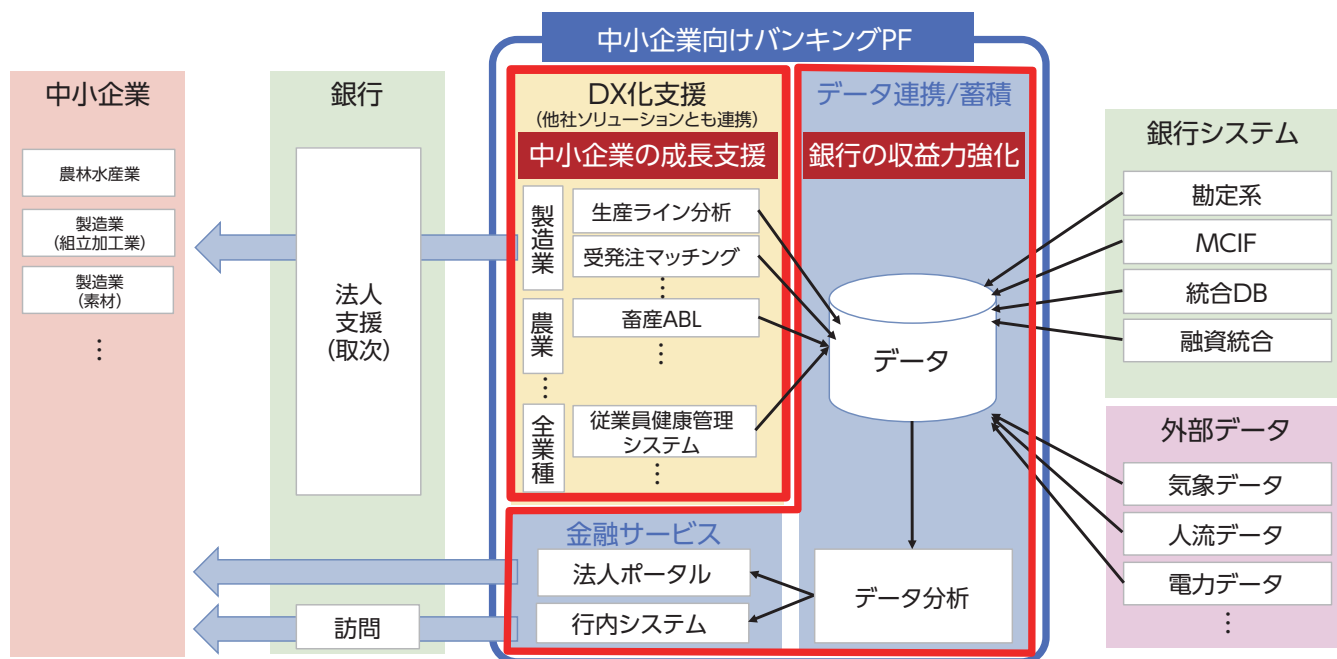 中小企業向けバンキングPF
中小企業
農林水産業
製造業
(組立加工業)
製造業
(素材)
⋮
銀行
法人
支援
(取次)
訪問
DX化支援
(他社ソリューションとも連携)
中小企業の成長支援
製造業
生産ライン分析
受発注マッチング
⋮
農業
畜産ABL
⋮
⋮
全業種
従業員健康管理
システム
⋮
データ連携/蓄積
銀行の収益力強化
データ
データ分析
金融サービス
法人ポータル
行内システム
銀行システム
勘定系
MCIF
統合DB
融資統合
外部データ
気象データ
人流データ
電力データ
⋮